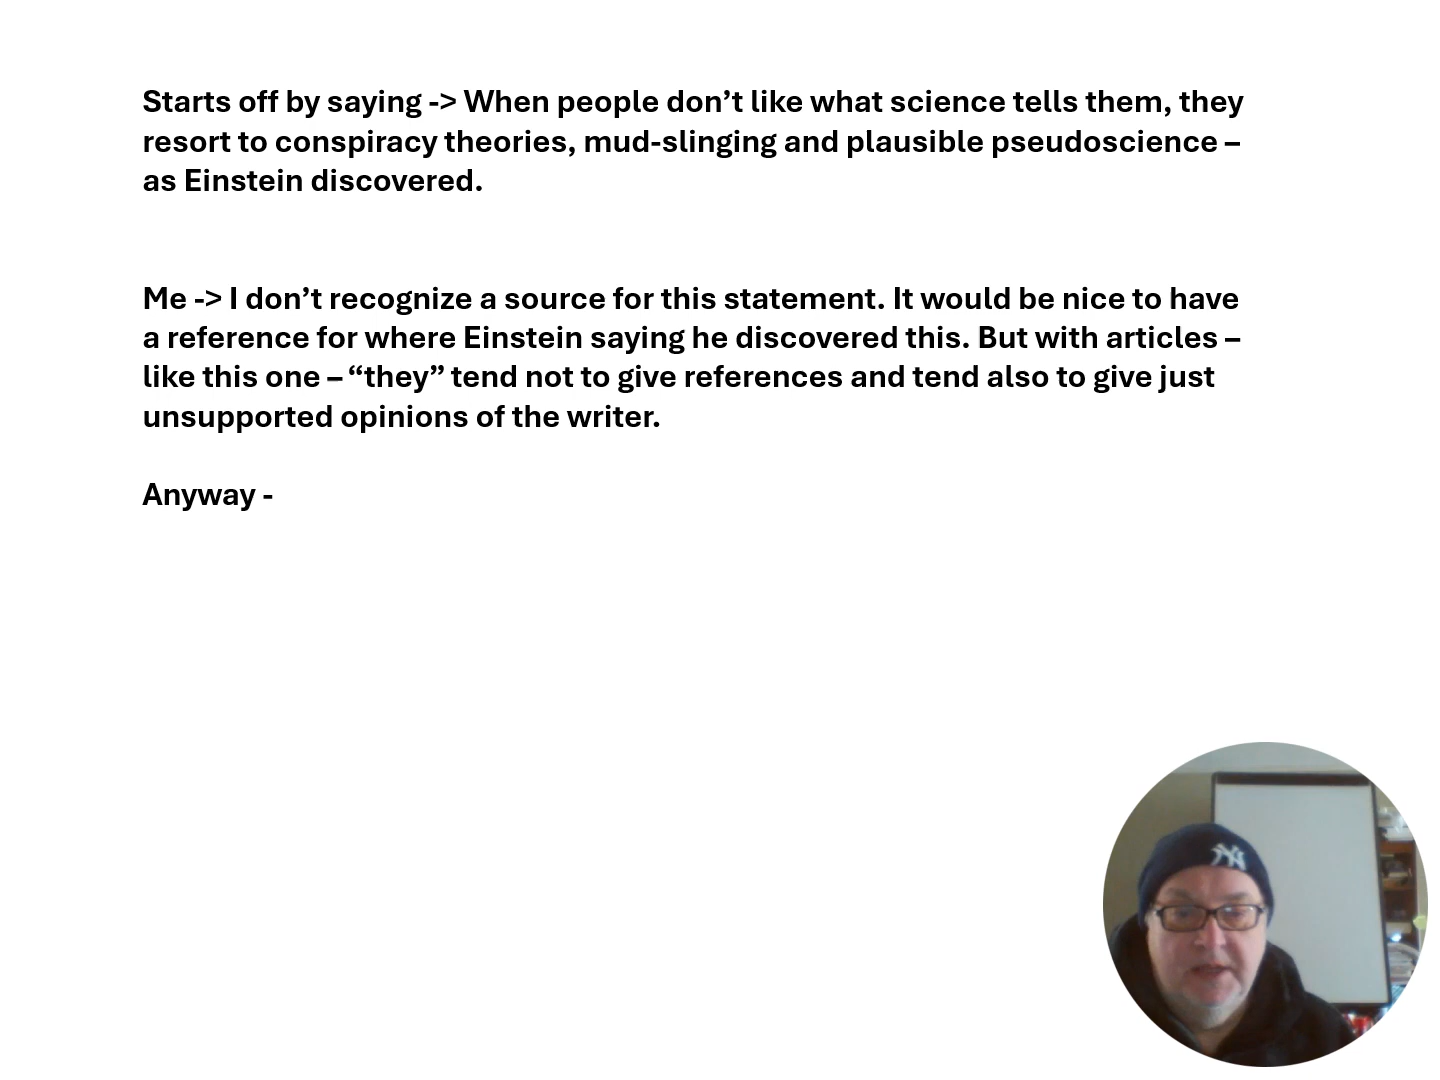 Starts off by saying -> When people don’t like what science tells them, they
resort to conspiracy theories, mud-slinging and plausible pseudoscience –
as Einstein discovered.
Me -> I don’t recognize a source for this statement. It would be nice to have
a reference for where Einstein saying he discovered this. But with articles –
like this one – “they” tend not to give references and tend also to give just
unsupported opinions of the writer.
Anyway -
NY